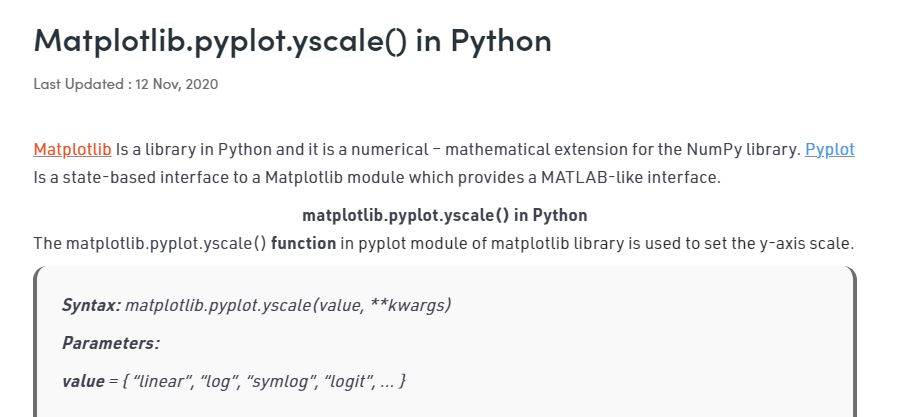 Matplotlib.pyplot.yscale() in Python
Last Updated : 12 Nov, 2020
Matplotlib Is a library in Python and it is a numerical – mathematical extension for the NumPy library. Pyplot
Is a state-based interface to a Matplotlib module which provides a MATLAB-like interface.
matplotlib.pyplot.yscale() in Python
The matplotlib.pyplot.yscale() function in pyplot module of matplotlib library is used to set the y-axis scale.
Syntax: matplotlib.pyplot.yscale(value, **kwargs)
Parameters:
value = { “linear”, “log”, “symlog”, “logit”, … }